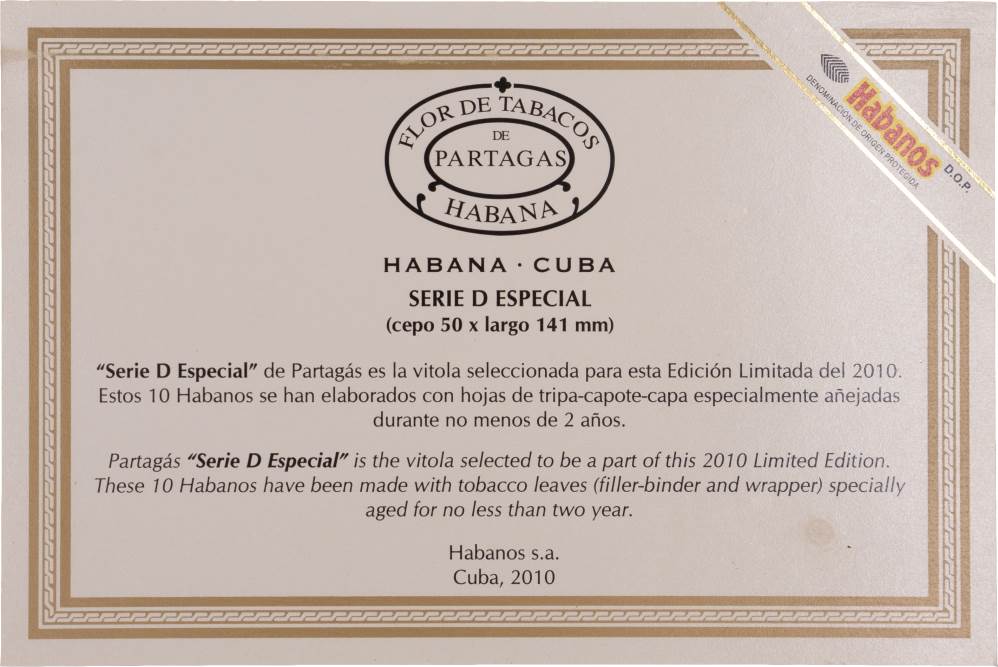 FLOR DE TABACOS
DE
PARTAGAS
HABANA
DENOMINACION DE ORIGEN PROTEGIDA
Habanos D.O.P.
HABANA · CUBA
SERIE D ESPECIAL
(cepo 50 x largo 141 mm)
“Serie D Especial” de Partagás es la vitola seleccionada para esta Edición Limitada del 2010.
Estos 10 Habanos se han elaborados con hojas de tripa-capote-capa especialmente añejadas
durante no menos de 2 años.
Partagás “Serie D Especial” is the vitola selected to be a part of this 2010 Limited Edition.
These 10 Habanos have been made with tobacco leaves (filler-binder and wrapper) specially
aged for no less than two year.
Habanos s.a.
Cuba, 2010